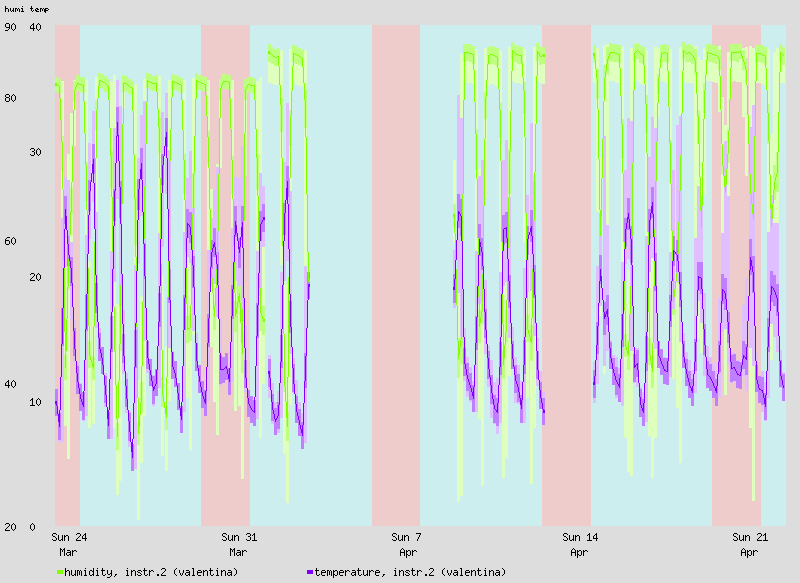 humi temp
90 40
80
30
60
20
40
10
20 0
Sun 24 Sun 31 Sun 7 Sun 14 Sun 21
Mar Mar Apr Apr Apr
humidity, instr.2 (valentina) temperature, instr.2 (valentina)